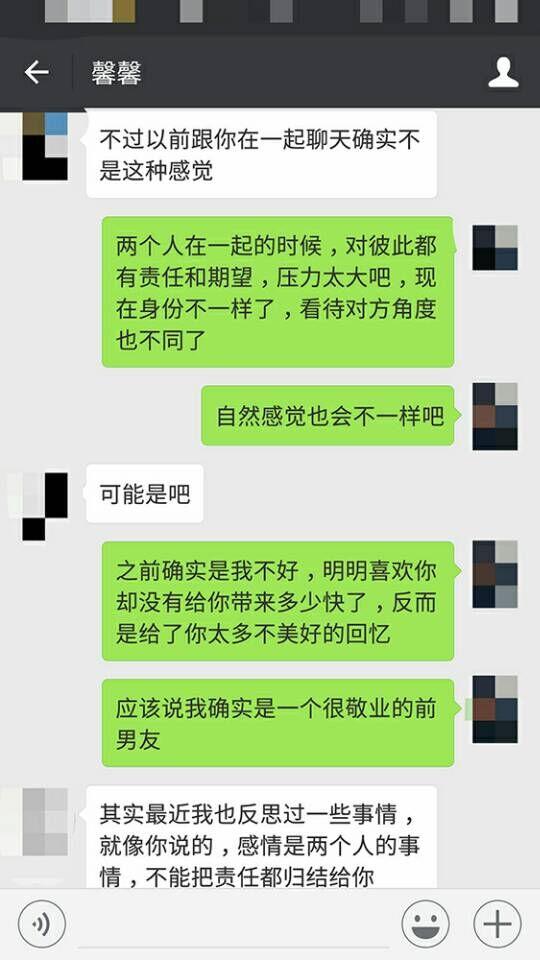 馨馨
不过以前跟你在一起聊天确实不
是这种感觉
两个人在一起的时候，对彼此都
有责任和期望，压力太大吧，现
在身份不一样了，看待对方角度
也不同了
自然感觉也会不一样吧
可能是吧
之前确实是我不好，明明喜欢你
却没有给你带来多少快了，反而
是给了你太多不美好的回忆
应该说我确实是一个很敬业的前
男友
其实最近我也反思过一些事情，
就像你说的，感情是两个人的事
情，不能把责任都归结给你